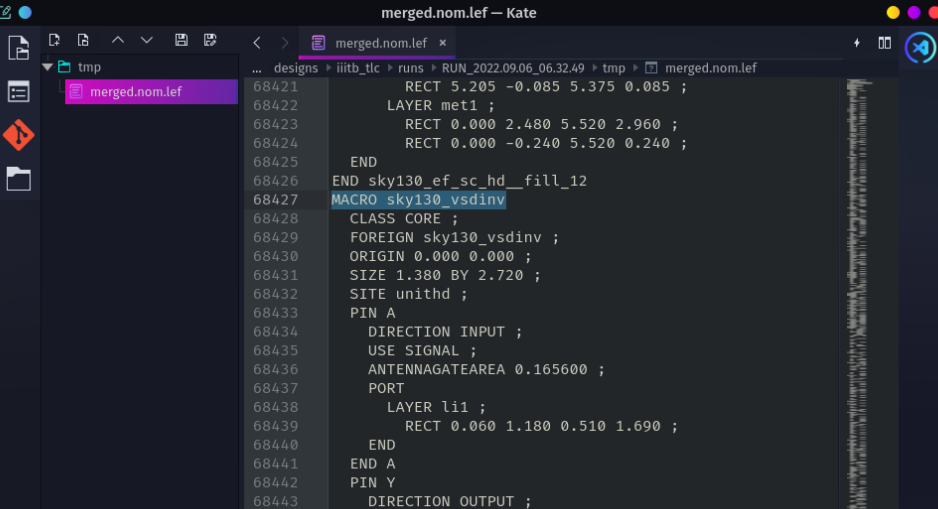 merged.nom.lef — Kate
merged.nom.lef ×
... designs iiitb_tlc runs RUN_2022.09.06_06.32.49 tmp merged.nom.lef
tmp
merged.nom.lef
68421 RECT 5.205 -0.085 5.375 0.085 ;
68422 LAYER met1 ;
68423 RECT 0.000 2.480 5.520 2.960 ;
68424 RECT 0.000 -0.240 5.520 0.240 ;
68425 END
68426 END sky130_ef_sc_hd__fill_12
68427 MACRO sky130_vsdinv
68428 CLASS CORE ;
68429 FOREIGN sky130_vsdinv ;
68430 ORIGIN 0.000 0.000 ;
68431 SIZE 1.380 BY 2.720 ;
68432 SITE unithd ;
68433 PIN A
68434 DIRECTION INPUT ;
68435 USE SIGNAL ;
68436 ANTENNAGATEAREA 0.165600 ;
68437 PORT
68438 LAYER li1 ;
68439 RECT 0.060 1.180 0.510 1.690 ;
68440 END
68441 END A
68442 PIN Y
68443 DIRECTION OUTPUT ;